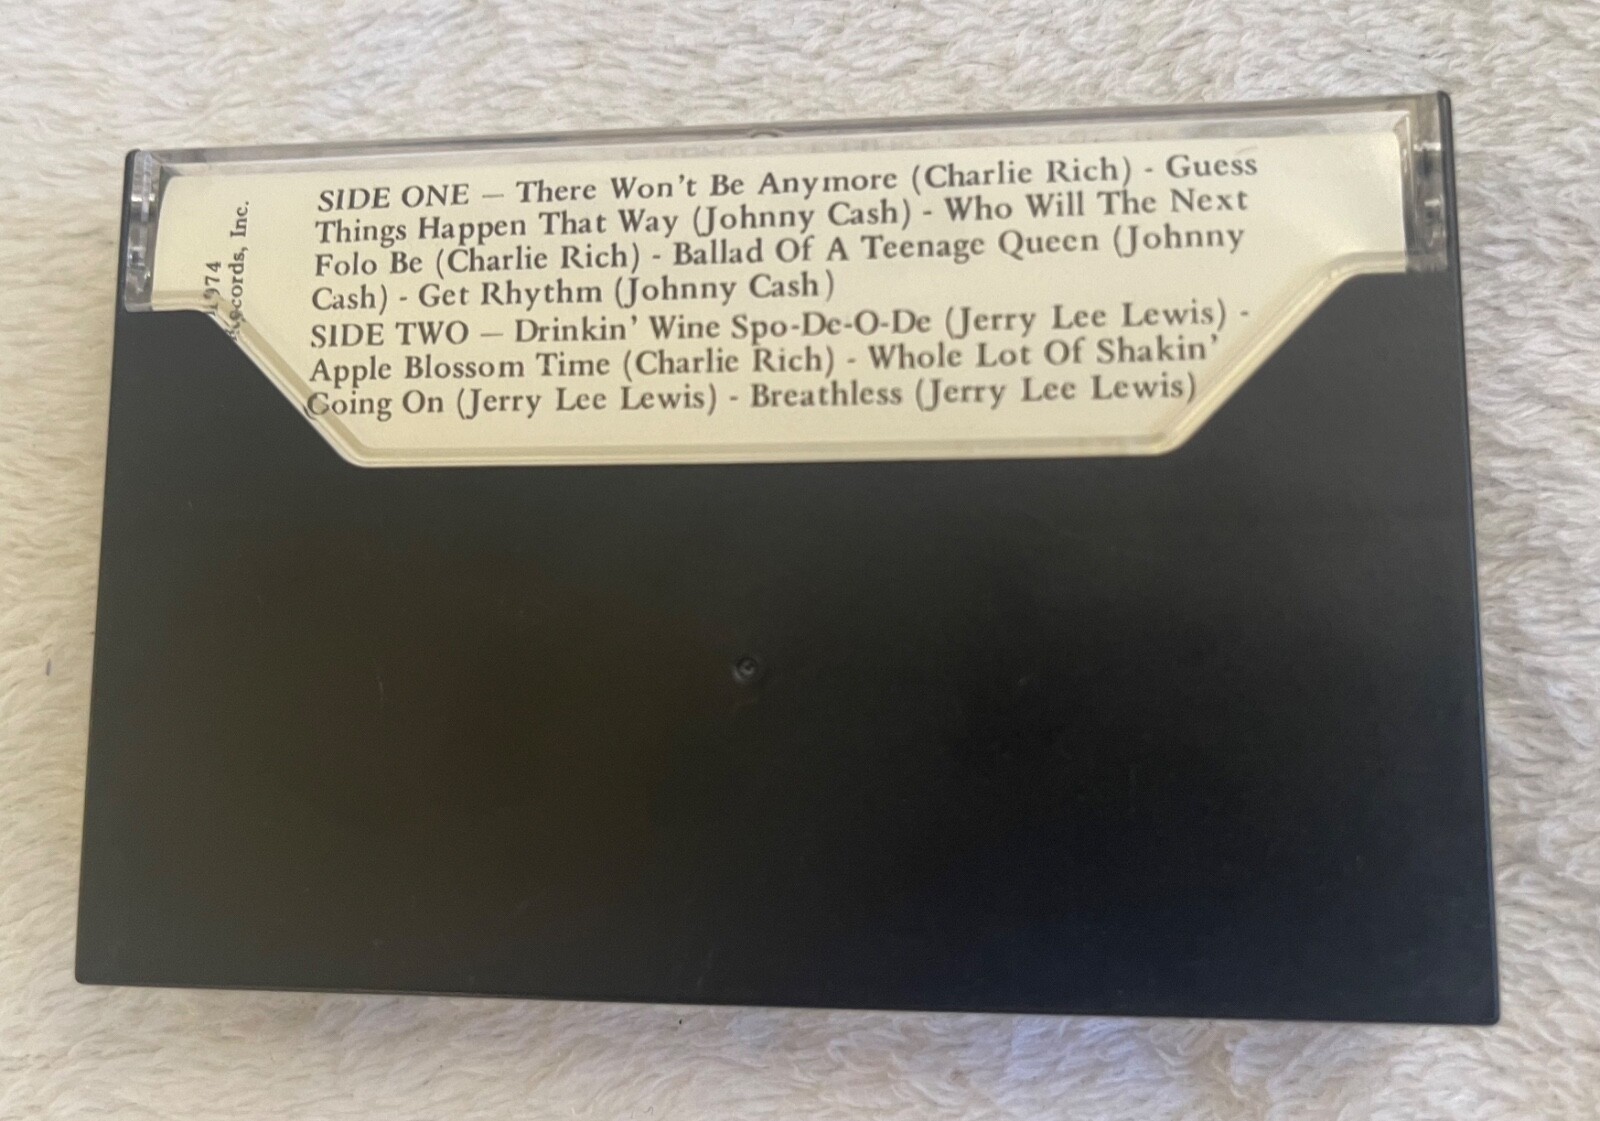 SIDE ONE — There Won't Be Anymore (Charlie Rich) - Guess
Things Happen That Way (Johnny Cash) - Who Will The Next
Folo Be (Charlie Rich) - Ballad Of A Teenage Queen (Johnny
Cash) - Get Rhythm (Johnny Cash)
SIDE TWO — Drinkin' Wine Spo-De-O-De (Jerry Lee Lewis) -
Apple Blossom Time (Charlie Rich) - Whole Lot Of Shakin'
Going On (Jerry Lee Lewis) - Breathless (Jerry Lee Lewis)
1974
Records, Inc.